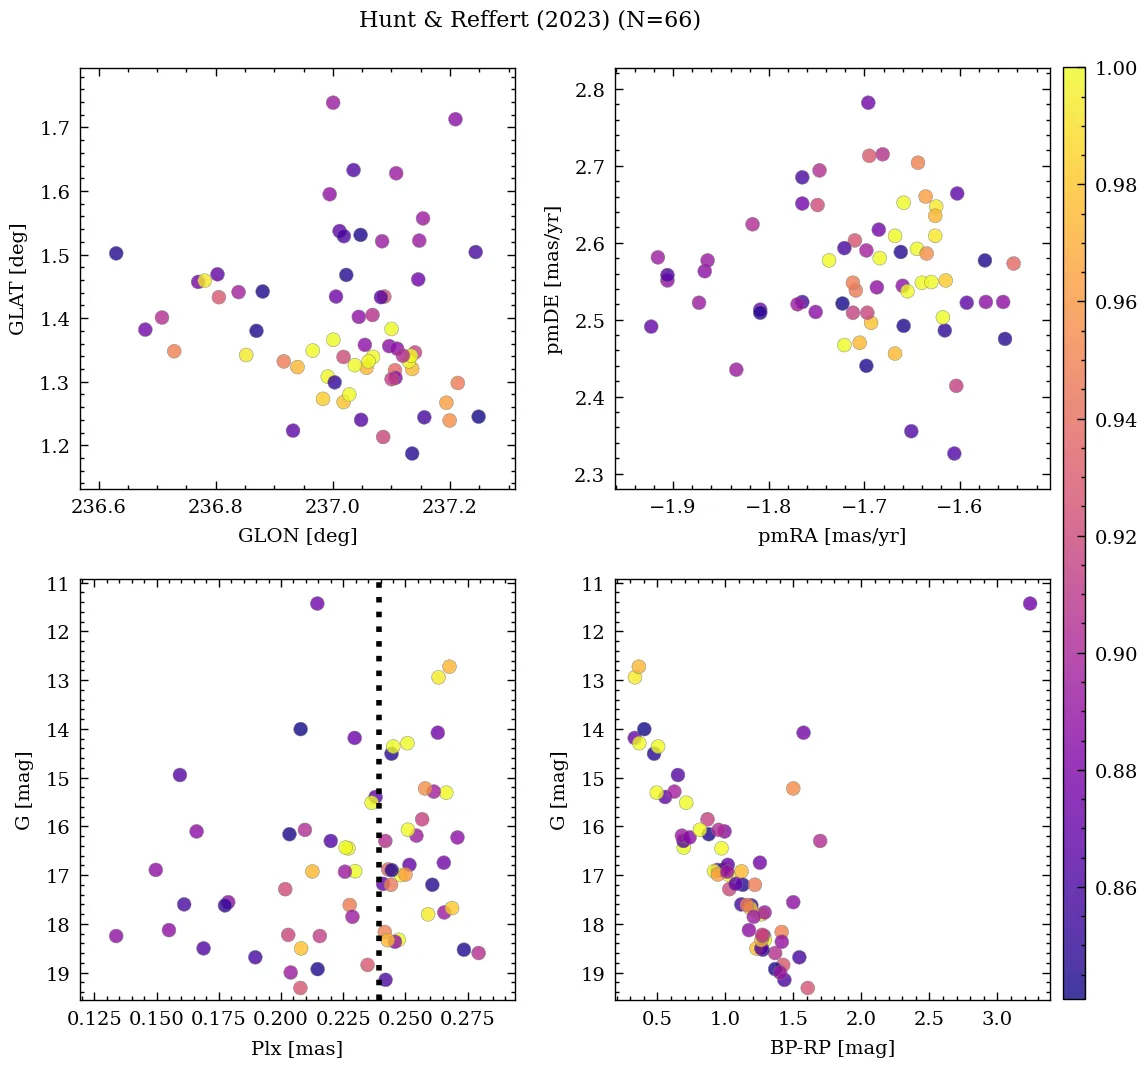 Hunt & Reffert (2023) (N=66)
1.7
1.6
1.5
1.4
1.3
1.2
GLAT [deg]
236.6 236.8 237.0 237.2
GLON [deg]
2.8
2.7
2.6
2.5
2.4
2.3
pmDE [mas/yr]
−1.9 −1.8 −1.7 −1.6
pmRA [mas/yr]
1.00
0.98
0.96
0.94
0.92
0.90
0.88
0.86
11
12
13
14
15
16
17
18
19
G [mag]
0.125 0.150 0.175 0.200 0.225 0.250 0.275
Plx [mas]
11
12
13
14
15
16
17
18
19
G [mag]
0.5 1.0 1.5 2.0 2.5 3.0
BP-RP [mag]